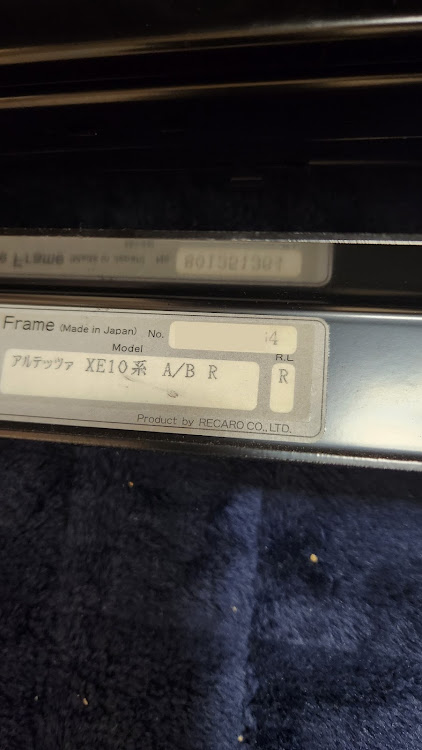 Frame (Made in Japan) No. 4
Model R.L
アルテッツァ XE10系 A/B R R
Product by RECARO CO., LTD.